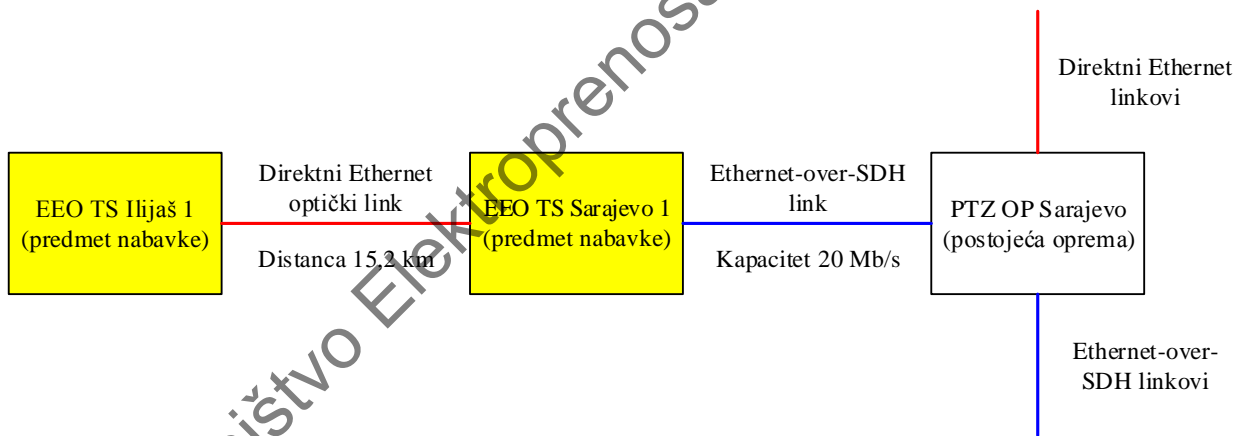 Direktni Ethernet
linkovi
EEO TS Ilijaš 1
(predmet nabavke)
Direktni Ethernet
optički link
Distanca 15,2 km
EEO TS Sarajevo 1
(predmet nabavke)
Ethernet-over-SDH
link
Kapacitet 20 Mb/s
PTZ OP Sarajevo
(postojeća oprema)
Ethernet-over-
SDH linkovi
ništvo Elektroprenosa